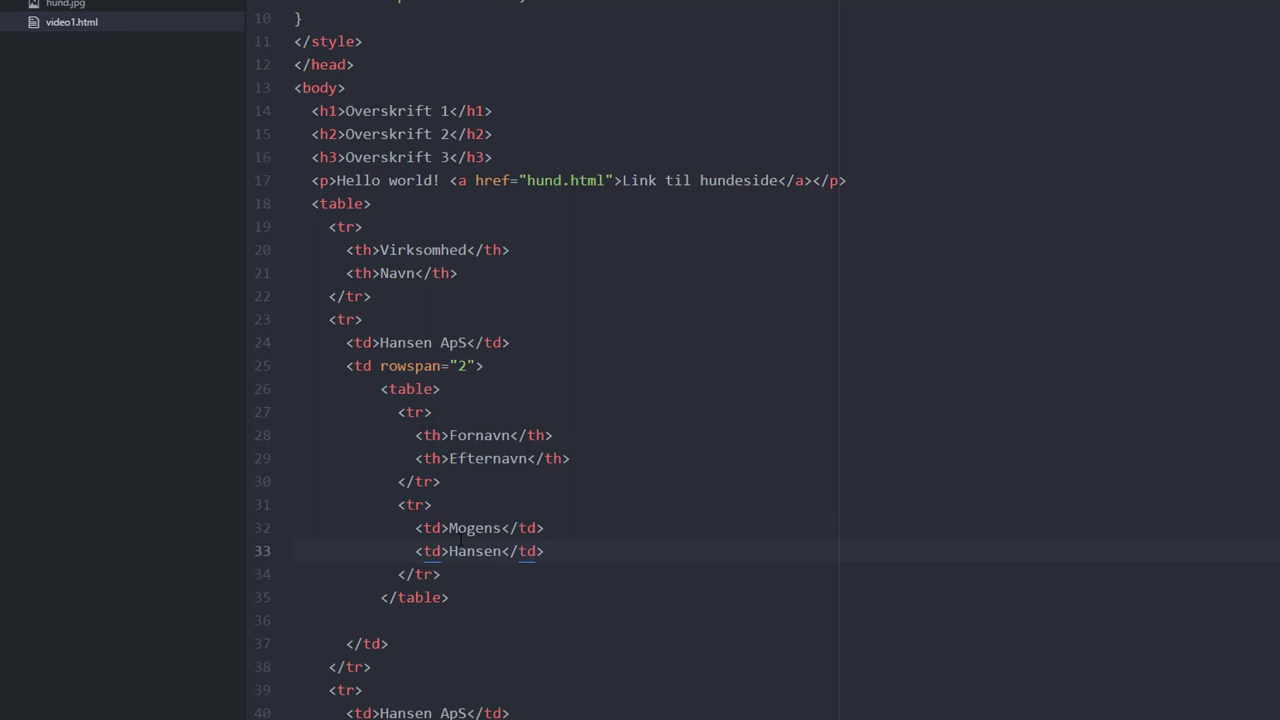 hund.jpg
video1.html
10 }
11 </style>
12 </head>
13 <body>
14 <h1>Overskrift 1</h1>
15 <h2>Overskrift 2</h2>
16 <h3>Overskrift 3</h3>
17 <p>Hello world! <a href="hund.html">Link til hundeside</a></p>
18 <table>
19 <tr>
20 <th>Virksomhed</th>
21 <th>Navn</th>
22 </tr>
23 <tr>
24 <td>Hansen ApS</td>
25 <td rowspan="2">
26 <table>
27 <tr>
28 <th>Fornavn</th>
29 <th>Efternavn</th>
30 </tr>
31 <tr>
32 <td>Mogens</td>
33 <td>Hansen</td>
34 </tr>
35 </table>
36
37 </td>
38 </tr>
39 <tr>
40 <td>Hansen ApS</td>